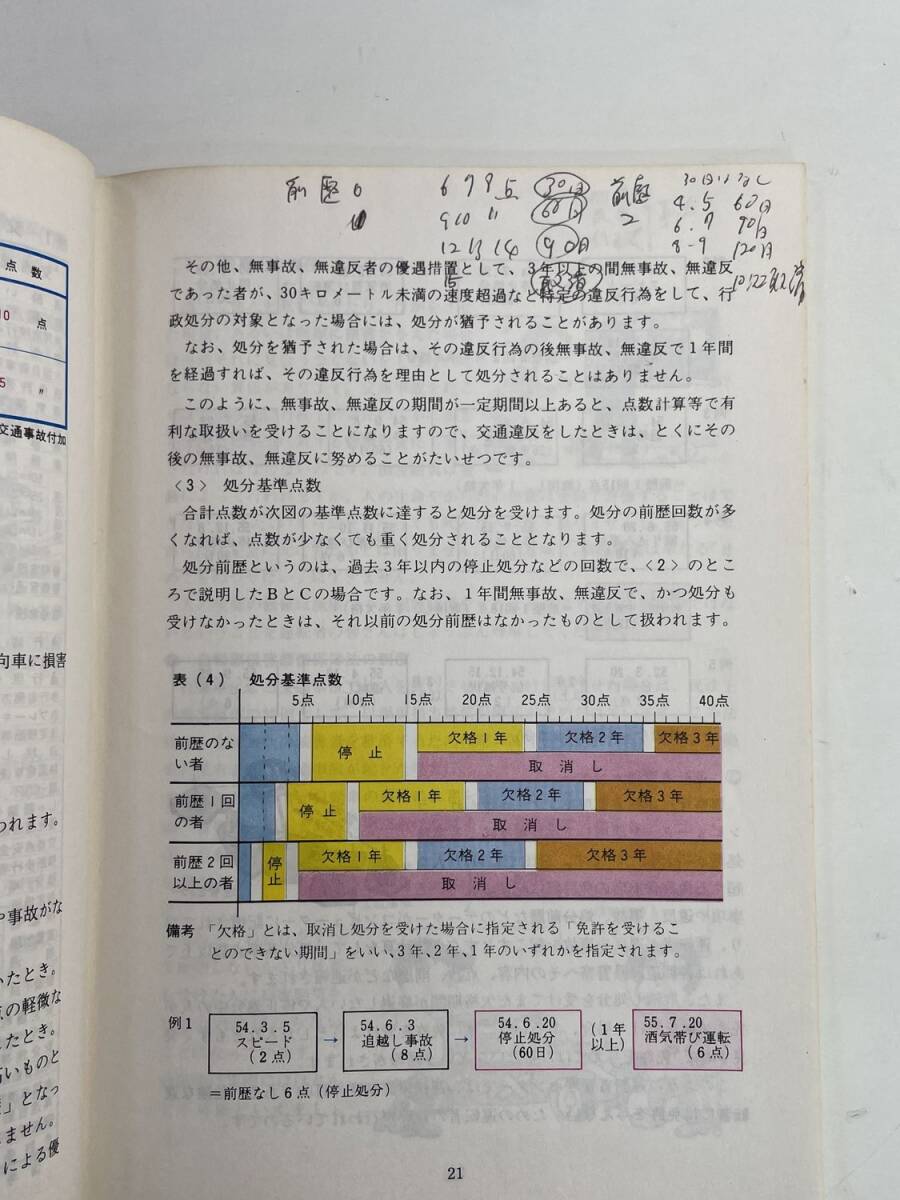 前歴 0 6 7 8 点 30日 前歴 30日はなし
9 10 11 60日 2 4.5 60日
12 13 14 90日 6.7 90日
15 取消 8-9 120日
点数
10 点
5 〃
交通事故付加
向車に損害
われます。
や事故がな
いたとき。
点の軽微な
たとき。
高いものと
」となっ
ません。
による優
その他、無事故、無違反者の優遇措置として、3年以上の間無事故、無違反
であった者が、30キロメートル未満の速度超過など特定の違反行為をして、行
政処分の対象となった場合には、処分が猶予されることがあります。
なお、処分を猶予された場合は、その違反行為の後無事故、無違反で1年間
を経過すれば、その違反行為を理由として処分されることはありません。
このように、無事故、無違反の期間が一定期間以上あると、点数計算等で有
利な取扱いを受けることになりますので、交通違反をしたときは、とくにその
後の無事故、無違反に努めることがたいせつです。
〈3〉 処分基準点数
合計点数が次図の基準点数に達すると処分を受けます。処分の前歴回数が多
くなれば、点数が少なくても重く処分されることとなります。
処分前歴というのは、過去3年以内の停止処分などの回数で、〈2〉のとこ
ろで説明したBとCの場合です。なお、1年間無事故、無違反で、かつ処分も
受けなかったときは、それ以前の処分前歴はなかったものとして扱われます。
表(4) 処分基準点数
5点 10点 15点 20点 25点 30点 35点 40点
前歴のな
い者
停止
欠格1年 欠格2年 欠格3年
取消し
前歴1回
の者
停止
欠格1年 欠格2年 欠格3年
取消し
前歴2回
以上の者
停止
欠格1年 欠格2年 欠格3年
取消し
備考 「欠格」とは、取消し処分を受けた場合に指定される「免許を受けるこ
とのできない期間」をいい、3年、2年、1年のいずれかを指定されます。
例1
54.3.5
スピード
(2点)
→
54.6.3
追越し事故
(8点)
→
54.6.20
停止処分
(60日)
(1年
以上)
55.7.20
酒気帯び運転
(6点)
=前歴なし6点(停止処分)
21